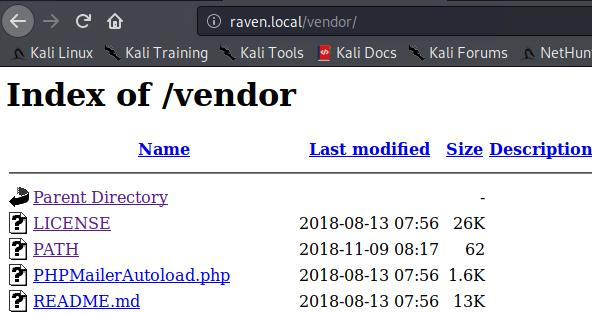 raven.local/vendor/
Kali Linux Kali Training Kali Tools Kali Docs Kali Forums NetHun
Index of /vendor
Name Last modified Size Description
Parent Directory -
LICENSE 2018-08-13 07:56 26K
PATH 2018-11-09 08:17 62
PHPMailerAutoload.php 2018-08-13 07:56 1.6K
README.md 2018-08-13 07:56 13K